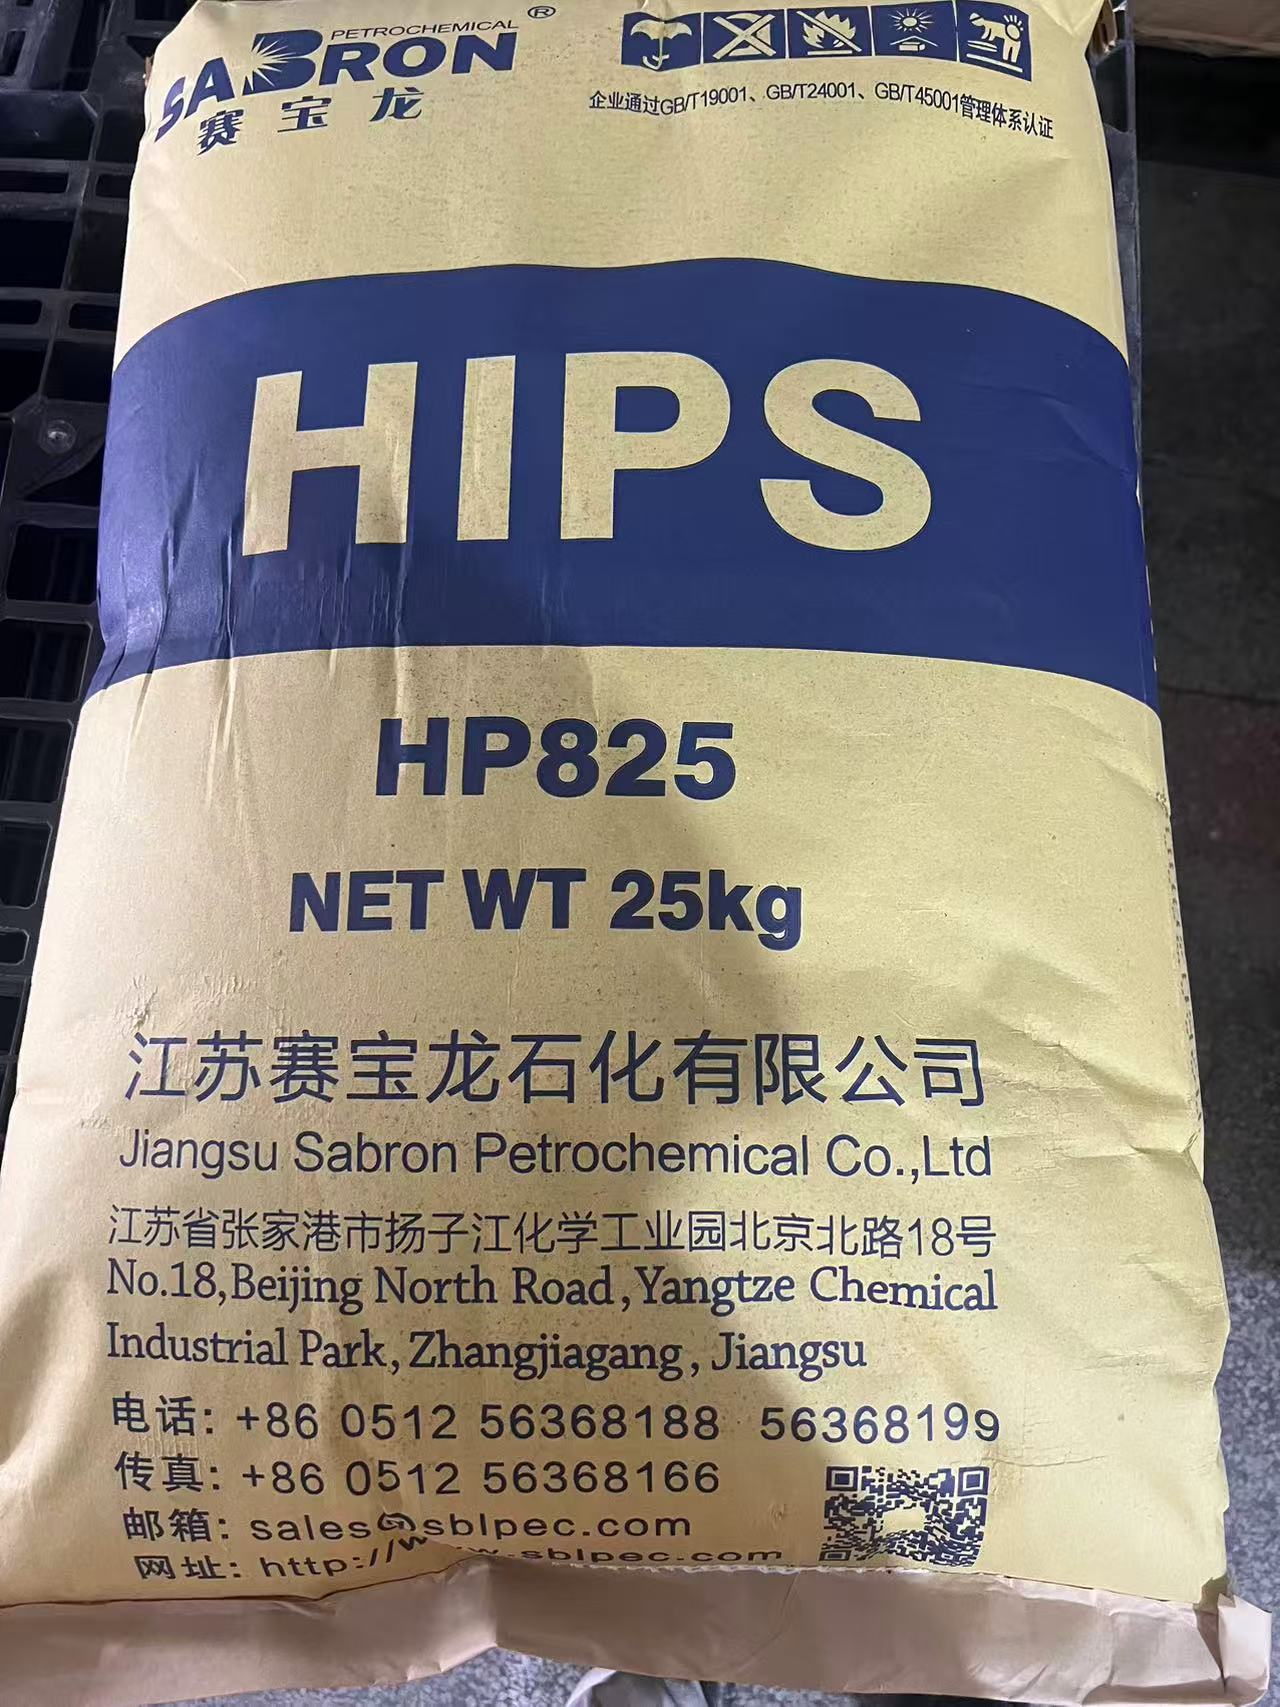 PETROCHEMICAL ®
SABRON
赛宝龙
企业通过GB/T19001、GB/T24001、GB/T45001管理体系认证
HIPS
HP825
NET WT 25kg
江苏赛宝龙石化有限公司
Jiangsu Sabron Petrochemical Co.,Ltd
江苏省张家港市扬子江化学工业园北京北路18号
No.18,Beijing North Road,Yangtze Chemical
Industrial Park,Zhangjiagang,Jiangsu
电话：+86 0512 56368188 56368199
传真：+86 0512 56368166
邮箱：sales@sblpec.com
网址：http://www.sblpec.com